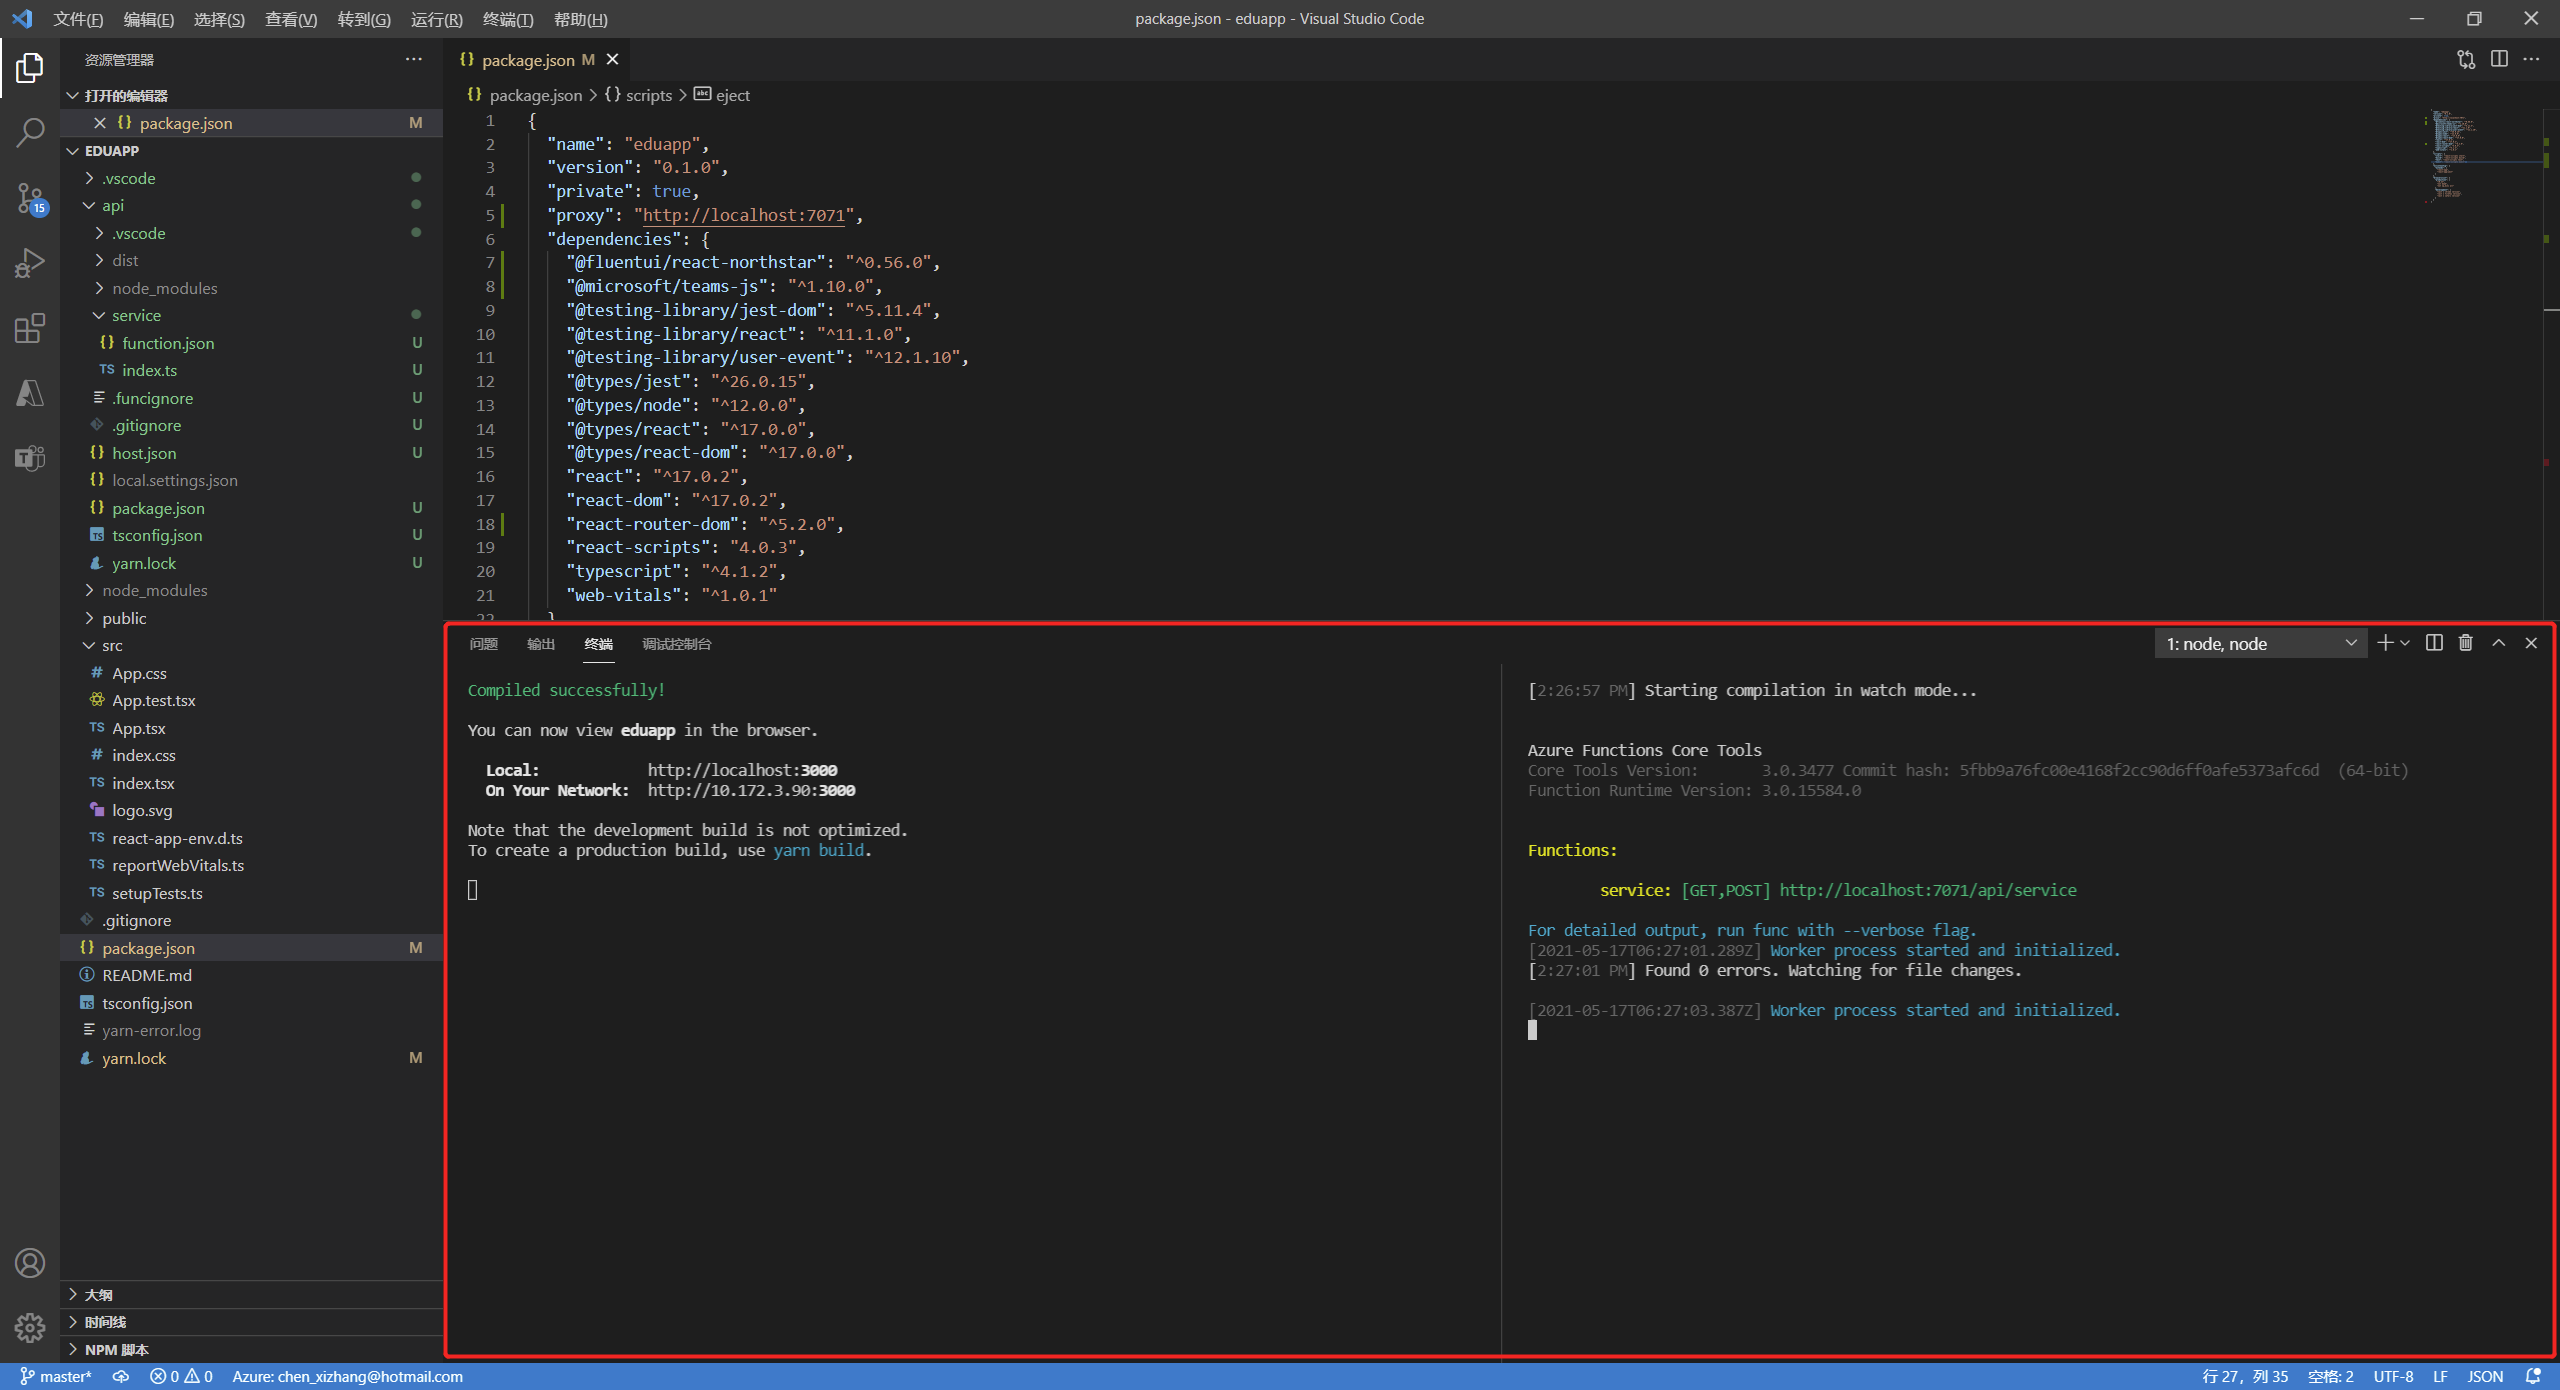 文件(F) 编辑(E) 选择(S) 查看(V) 转到(G) 运行(R) 终端(T) 帮助(H)
package.json - eduapp - Visual Studio Code
资源管理器
打开的编辑器
package.json M
EDUAPP
.vscode
api
.vscode
dist
node_modules
service
function.json U
TS index.ts U
.funcignore U
.gitignore U
host.json U
local.settings.json
package.json U
tsconfig.json U
yarn.lock U
node_modules
public
src
# App.css
App.test.tsx
TS App.tsx
# index.css
TS index.tsx
logo.svg
TS react-app-env.d.ts
TS reportWebVitals.ts
TS setupTests.ts
.gitignore
package.json M
README.md
tsconfig.json
yarn-error.log
yarn.lock M
大纲
时间线
NPM 脚本
15
package.json M
package.json > {} scripts > eject
1 {
2 "name": "eduapp",
3 "version": "0.1.0",
4 "private": true,
5 "proxy": "http://localhost:7071",
6 "dependencies": {
7 "@fluentui/react-northstar": "^0.56.0",
8 "@microsoft/teams-js": "^1.10.0",
9 "@testing-library/jest-dom": "^5.11.4",
10 "@testing-library/react": "^11.1.0",
11 "@testing-library/user-event": "^12.1.10",
12 "@types/jest": "^26.0.15",
13 "@types/node": "^12.0.0",
14 "@types/react": "^17.0.0",
15 "@types/react-dom": "^17.0.0",
16 "react": "^17.0.2",
17 "react-dom": "^17.0.2",
18 "react-router-dom": "^5.2.0",
19 "react-scripts": "4.0.3",
20 "typescript": "^4.1.2",
21 "web-vitals": "^1.0.1"
22 }
问题 输出 终端 调试控制台
1: node, node
Compiled successfully!
You can now view eduapp in the browser.
Local: http://localhost:3000
On Your Network: http://10.172.3.90:3000
Note that the development build is not optimized.
To create a production build, use yarn build.
[2:26:57 PM] Starting compilation in watch mode...
Azure Functions Core Tools
Core Tools Version: 3.0.3477 Commit hash: 5fbb9a76fc00e4168f2cc90d6ff0afe5373afc6d (64-bit)
Function Runtime Version: 3.0.15584.0
Functions:
service: [GET,POST] http://localhost:7071/api/service
For detailed output, run func with --verbose flag.
[2021-05-17T06:27:01.289Z] Worker process started and initialized.
[2:27:01 PM] Found 0 errors. Watching for file changes.
[2021-05-17T06:27:03.387Z] Worker process started and initialized.
master* 0 0 Azure: chen_xizhang@hotmail.com
行 27，列 35 空格: 2 UTF-8 LF JSON